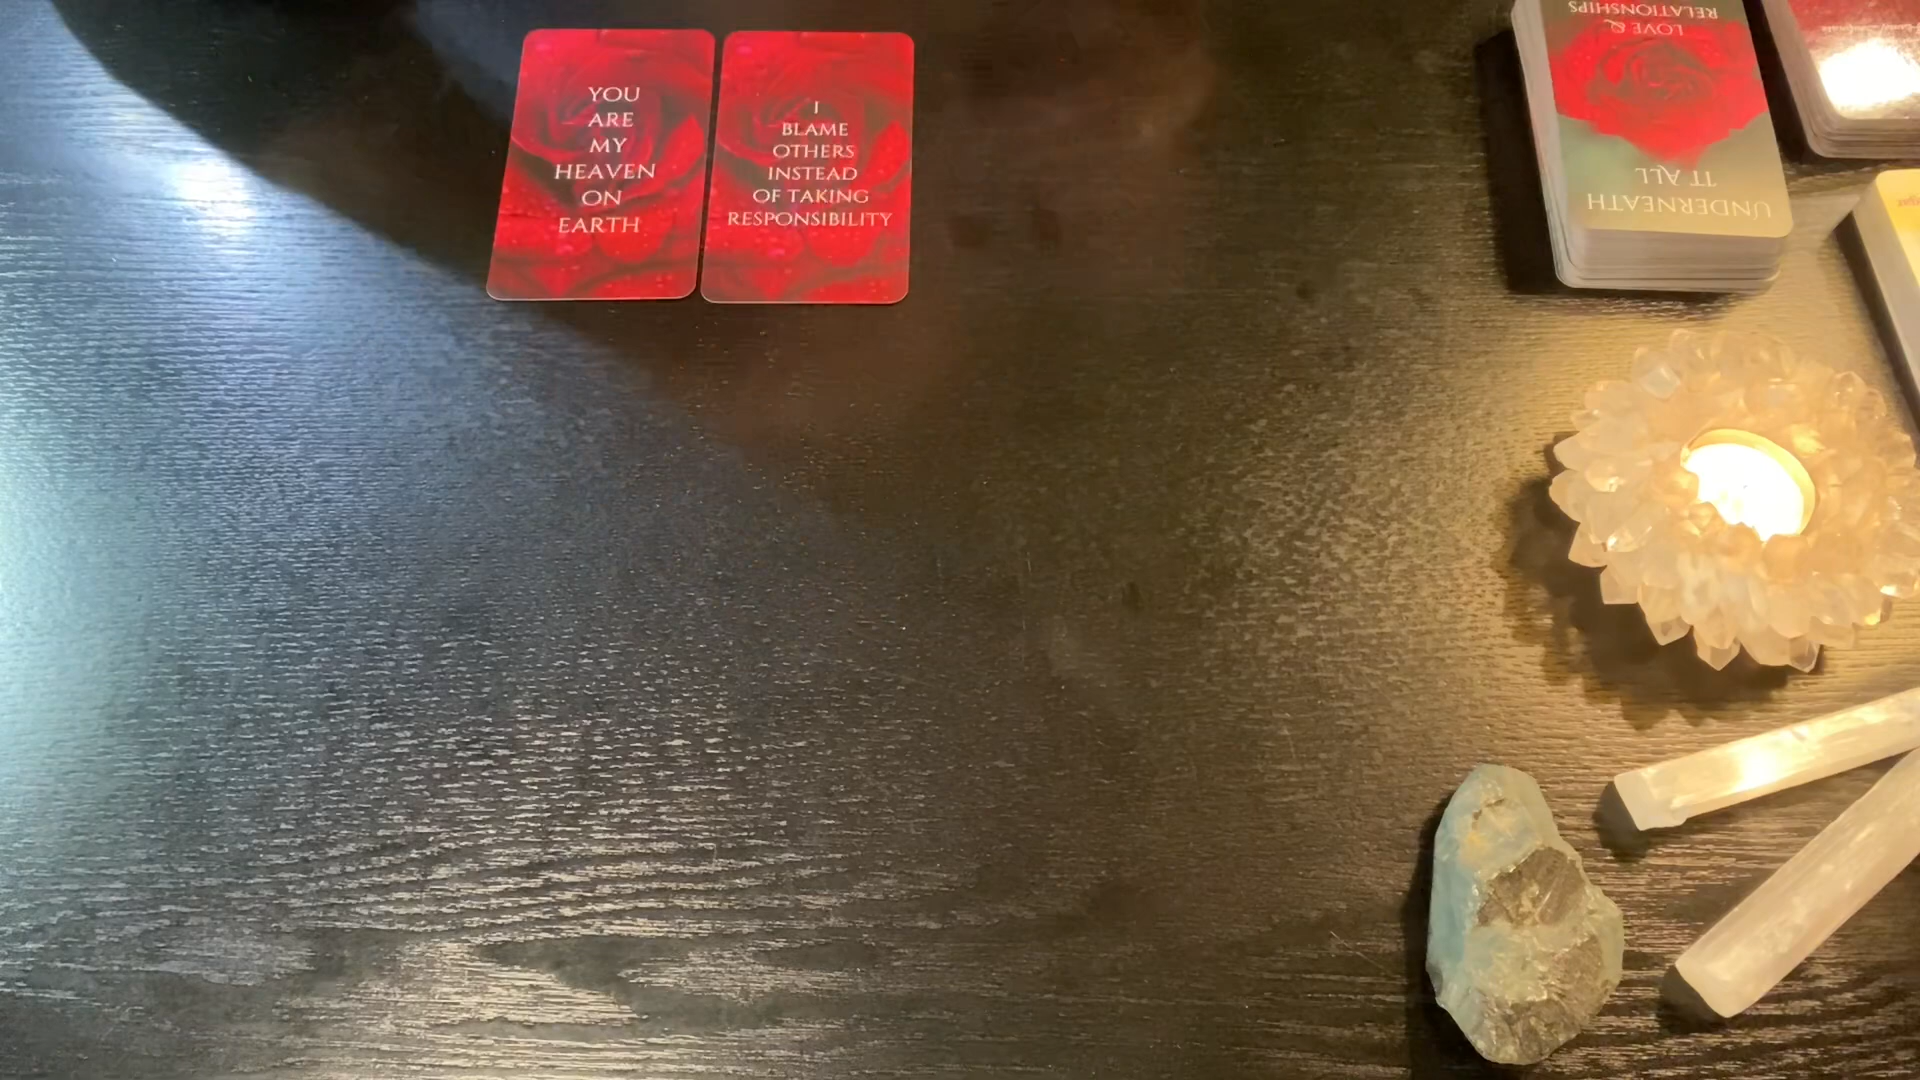 YOU
ARE
MY
HEAVEN
ON
EARTH
I
BLAME
OTHERS
INSTEAD
OF TAKING
RESPONSIBILITY
UNDERNEATH
IT ALL
LOVE &
RELATIONSHIPS